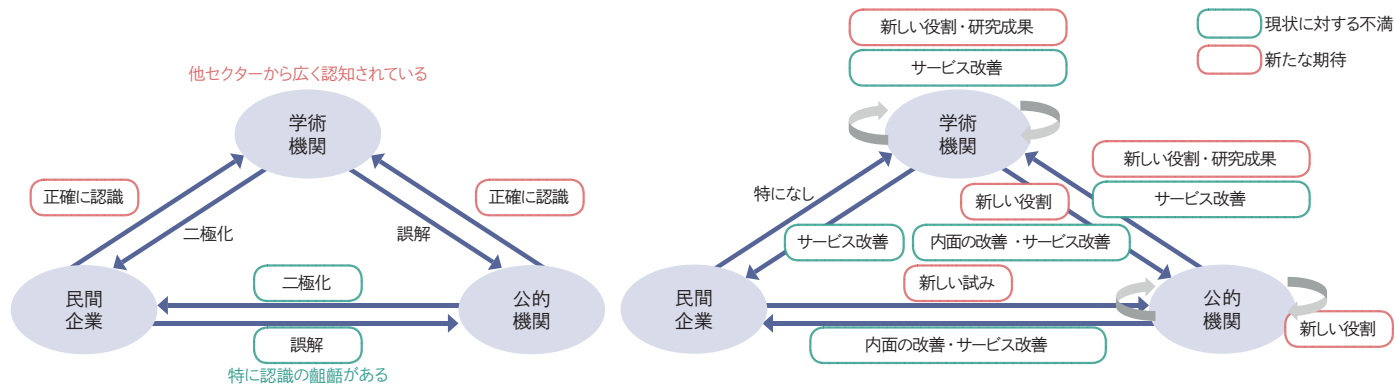 他セクターから広く認知されている
学術
機関
正確に認識
正確に認識
二極化
誤解
民間
企業
二極化
公的
機関
誤解
特に認識の齟齬がある
新しい役割・研究成果
サービス改善
現状に対する不満
新たな期待
学術
機関
新しい役割・研究成果
サービス改善
特になし
新しい役割
サービス改善
内面の改善・サービス改善
民間
企業
新しい試み
公的
機関
新しい役割
内面の改善・サービス改善